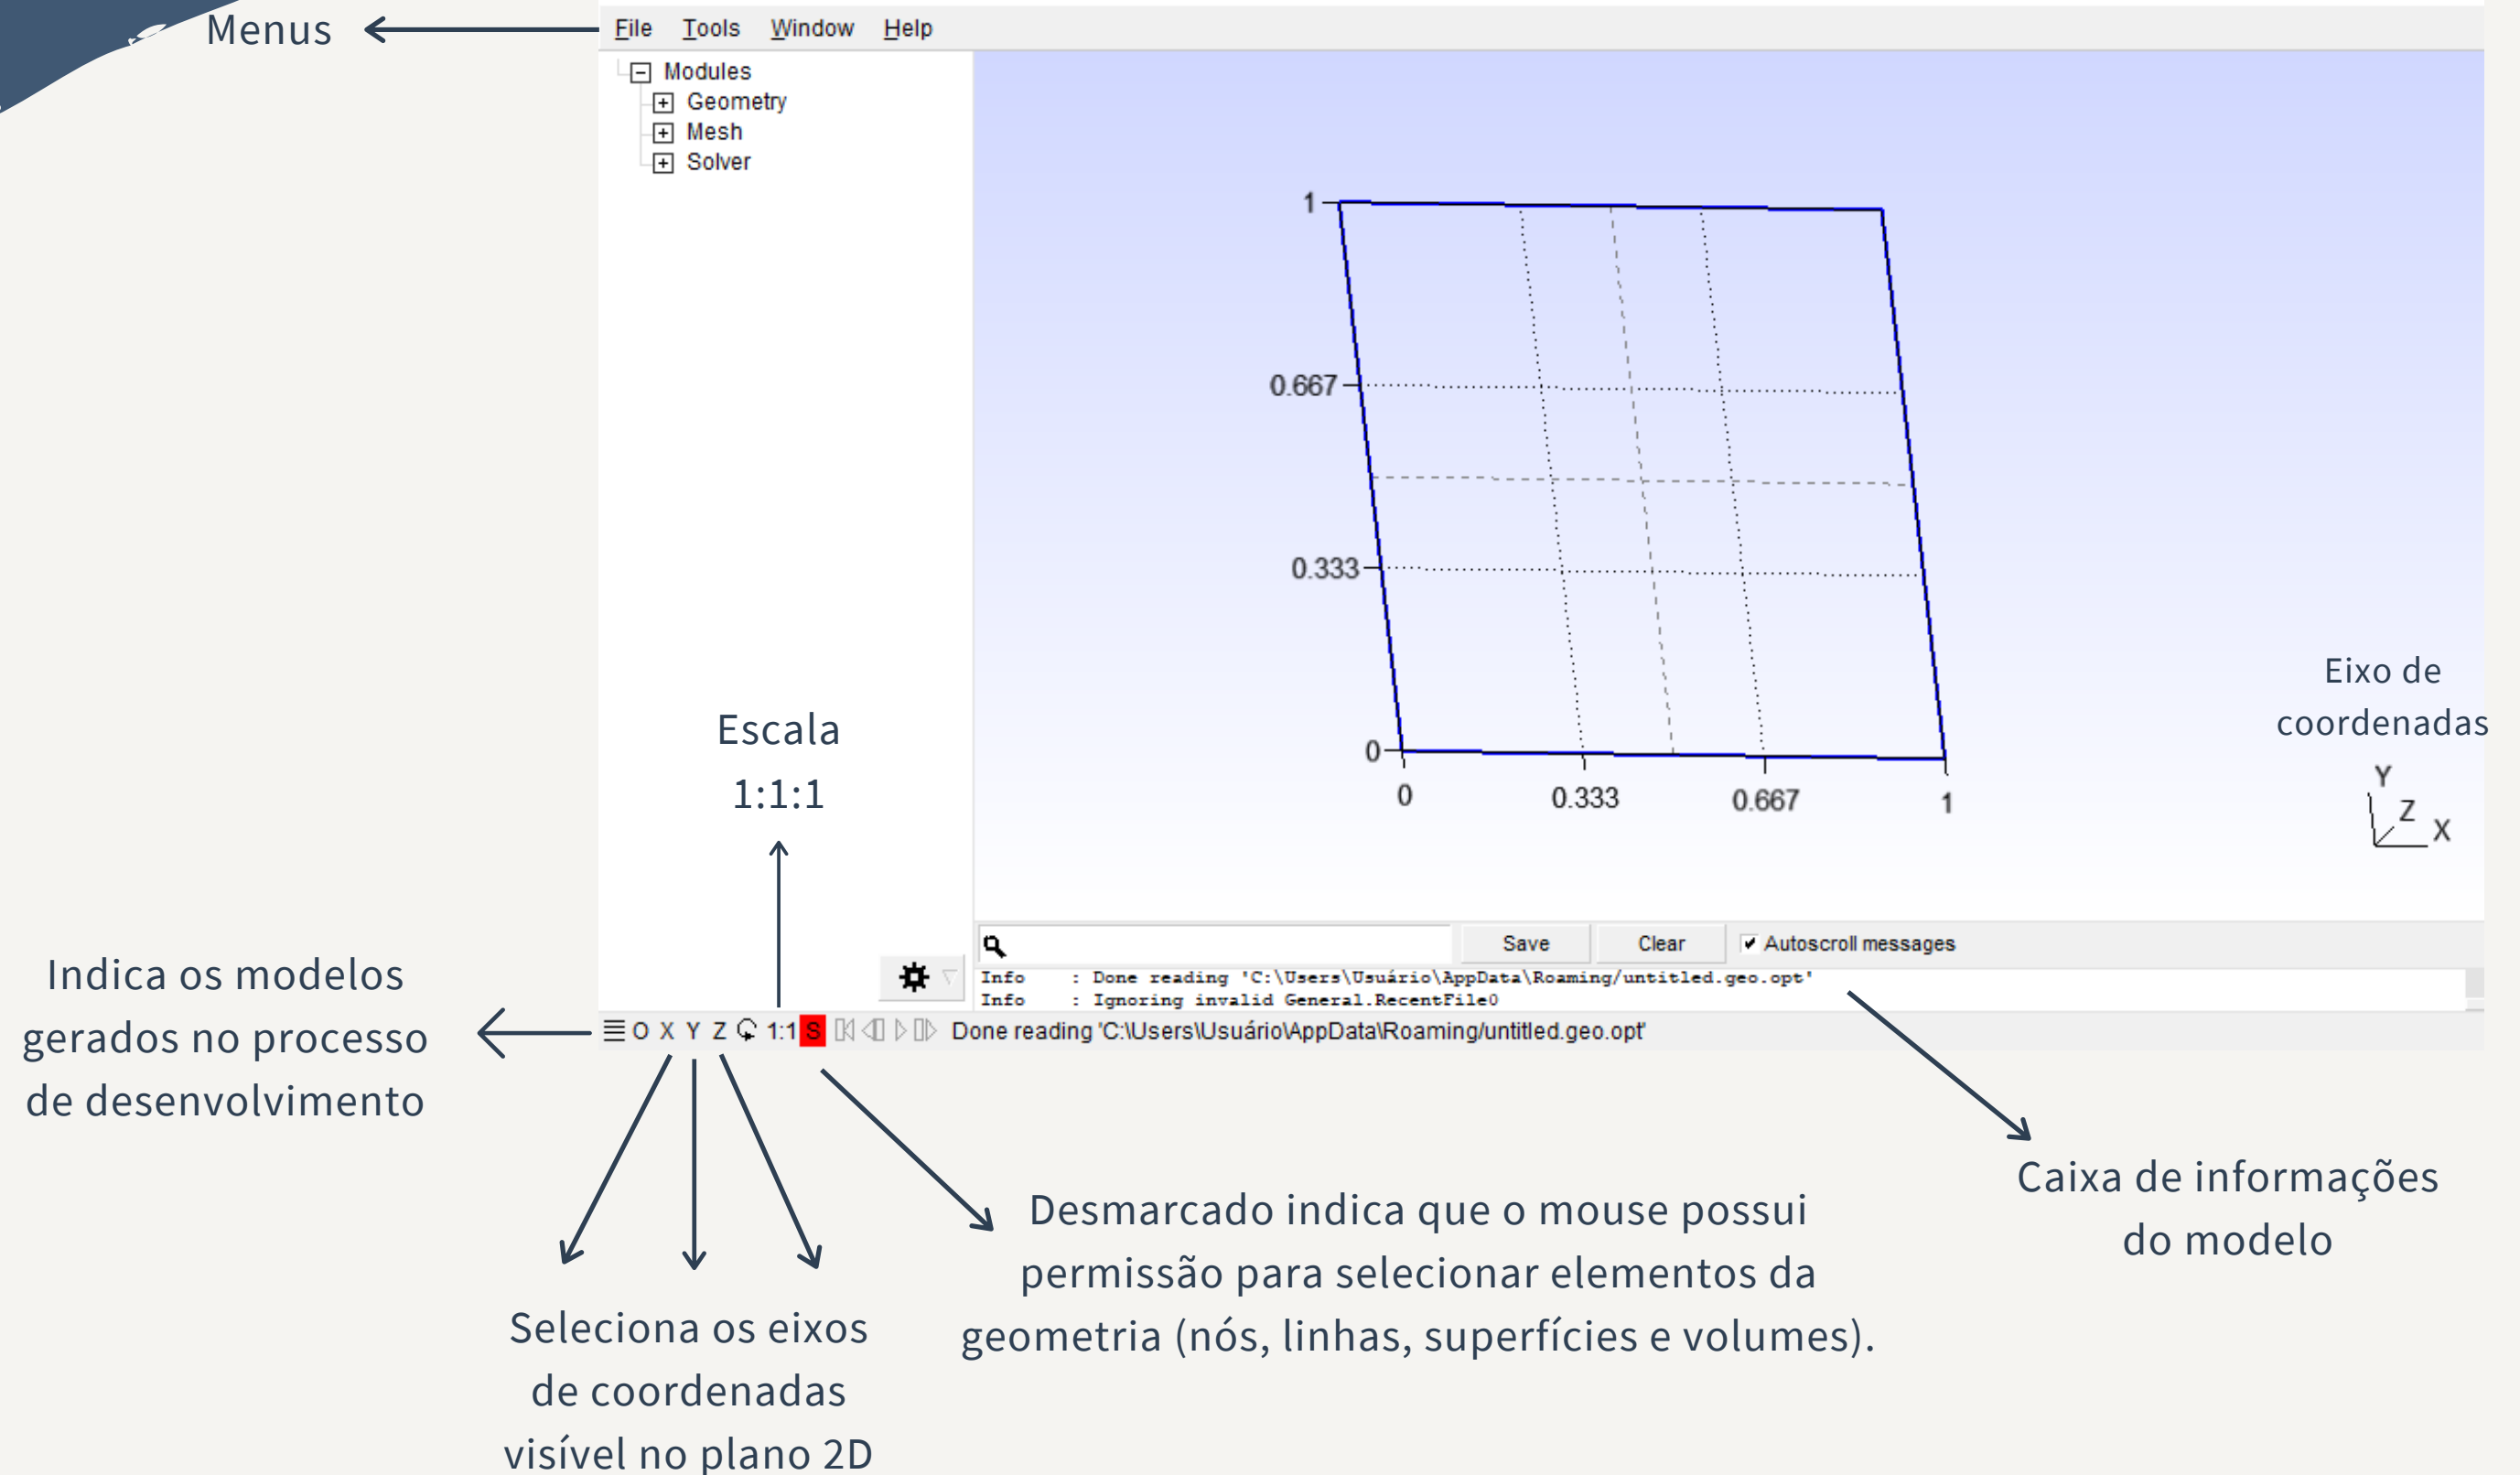 Menus
File Tools Window Help
Modules
Geometry
Mesh
Solver
1
0.667
0.333
0
0 0.333 0.667 1
Eixo de
coordenadas
Y
Z
X
Escala
1:1:1
Save Clear Autoscroll messages
Info : Done reading 'C:\Users\Usuário\AppData\Roaming/untitled.geo.opt'
Info : Ignoring invalid General.RecentFile0
O X Y Z 1:1 S Done reading 'C:\Users\Usuário\AppData\Roaming/untitled.geo.opt'
Indica os modelos
gerados no processo
de desenvolvimento
Seleciona os eixos
de coordenadas
visível no plano 2D
Desmarcado indica que o mouse possui
permissão para selecionar elementos da
geometria (nós, linhas, superfícies e volumes).
Caixa de informações
do modelo